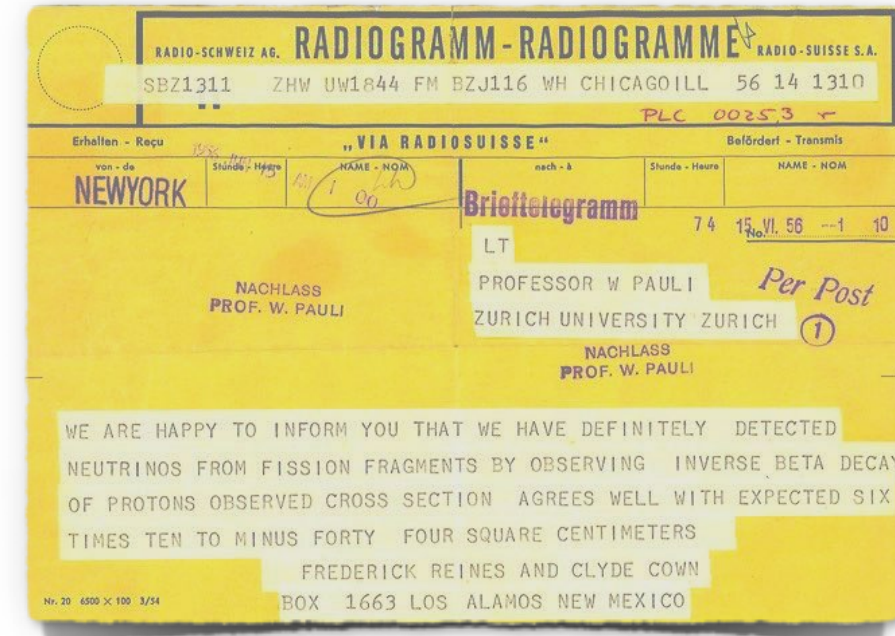 RADIO-SCHWEIZ AG. RADIOGRAMM - RADIOGRAMME RADIO-SUISSE S.A.
SBZ1311 ZHW UW1844 FM BZJ116 WH CHICAGOILL 56 14 1310
PLC 00253
Erhalten - Reçu „VIA RADIOSUISSE“ Befördert - Transmis
von - de Stunde - Heure NAME - NOM nach - à Stunde - Heure NAME - NOM
NEWYORK
Brieftelegramm
74 15. VI. 56 --1 10
No.
LT
PROFESSOR W PAULI
ZURICH UNIVERSITY ZURICH
Per Post
1
NACHLASS
PROF. W. PAULI
NACHLASS
PROF. W. PAULI
WE ARE HAPPY TO INFORM YOU THAT WE HAVE DEFINITELY DETECTED
NEUTRINOS FROM FISSION FRAGMENTS BY OBSERVING INVERSE BETA DECAY
OF PROTONS OBSERVED CROSS SECTION AGREES WELL WITH EXPECTED SIX
TIMES TEN TO MINUS FORTY FOUR SQUARE CENTIMETERS
FREDERICK REINES AND CLYDE COWN
BOX 1663 LOS ALAMOS NEW MEXICO
Nr. 20 6500 × 100 3/54